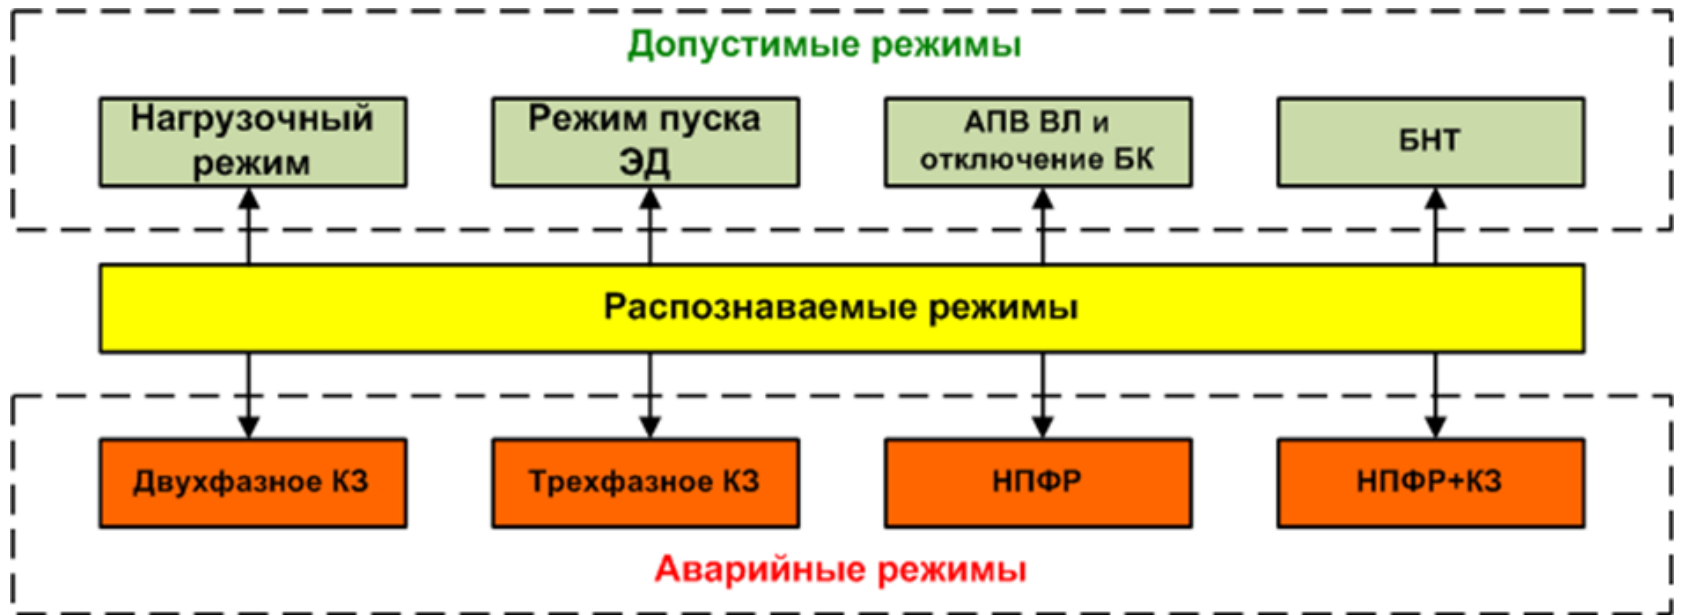 Допустимые режимы
Нагрузочный
режим
Режим пуска
ЭД
АПВ ВЛ и
отключение БК
БНТ
Распознаваемые режимы
Двухфазное КЗ
Трехфазное КЗ
НПФР
НПФР+КЗ
Аварийные режимы